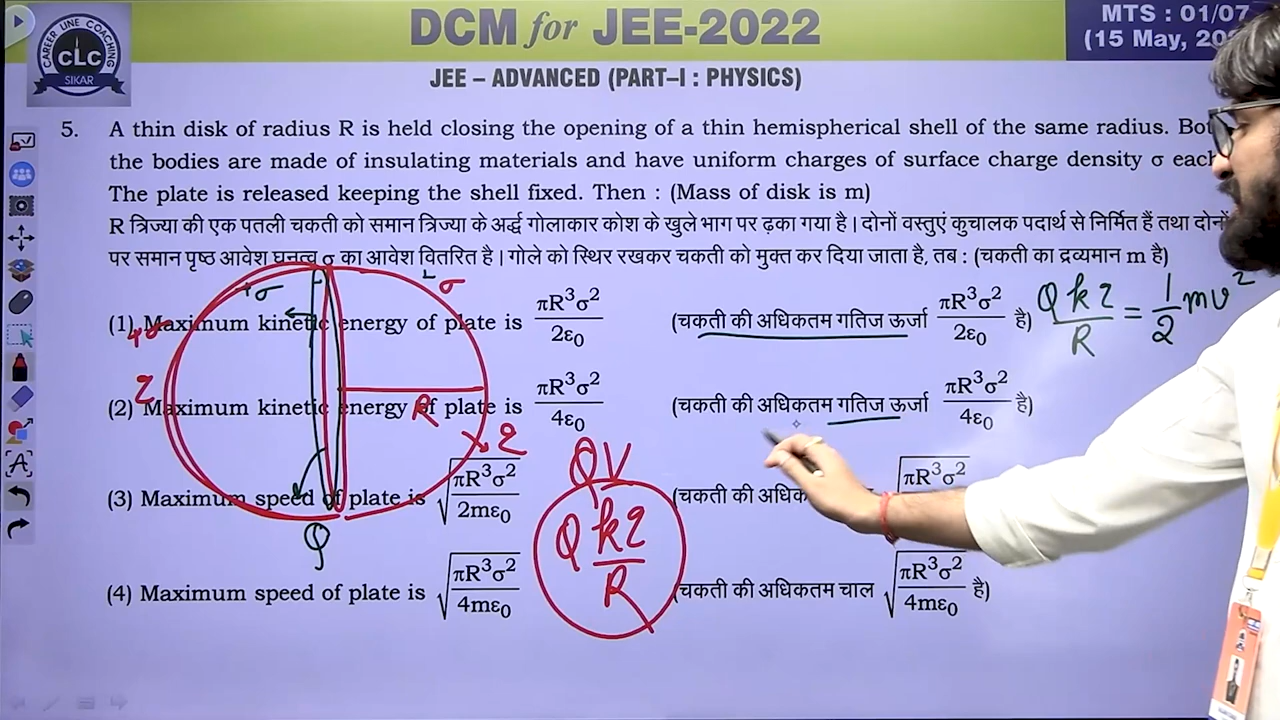 DCM for JEE-2022
MTS : 01/07
(15 May, 202
CAREER LINE COACHING
CLC
SIKAR
JEE – ADVANCED (PART–I : PHYSICS)
5. A thin disk of radius R is held closing the opening of a thin hemispherical shell of the same radius. Bot
the bodies are made of insulating materials and have uniform charges of surface charge density σ eac
The plate is released keeping the shell fixed. Then : (Mass of disk is m)
R त्रिज्या की एक पतली चकती को समान त्रिज्या के अर्द्ध गोलाकार कोश के खुले भाग पर ढ़का गया है। दोनों वस्तुएं कुचालक पदार्थ से निर्मित हैं तथा दोनों
पर समान पृष्ठ आवेश घनत्व σ का आवेश वितरित है। गोले को स्थिर रखकर चकती को मुक्त कर दिया जाता है, तब : (चकती का द्रव्यमान m है)
+σ
σ
(1) Maximum kinetic energy of plate is πR³σ²/2ε₀ (चकती की अधिकतम गतिज ऊर्जा πR³σ²/2ε₀ है)
Qkq/R = 1/2 mv²
+σ
q
R
(2) Maximum kinetic energy of plate is πR³σ²/4ε₀ (चकती की अधिकतम गतिज ऊर्जा πR³σ²/4ε₀ है)
q
QV
(3) Maximum speed of plate is √(πR³σ²/2mε₀) (चकती की अधिक √(πR³σ²
Q
Qkq/R
(4) Maximum speed of plate is √(πR³σ²/4mε₀) (चकती की अधिकतम चाल √(πR³σ²/4mε₀) है)